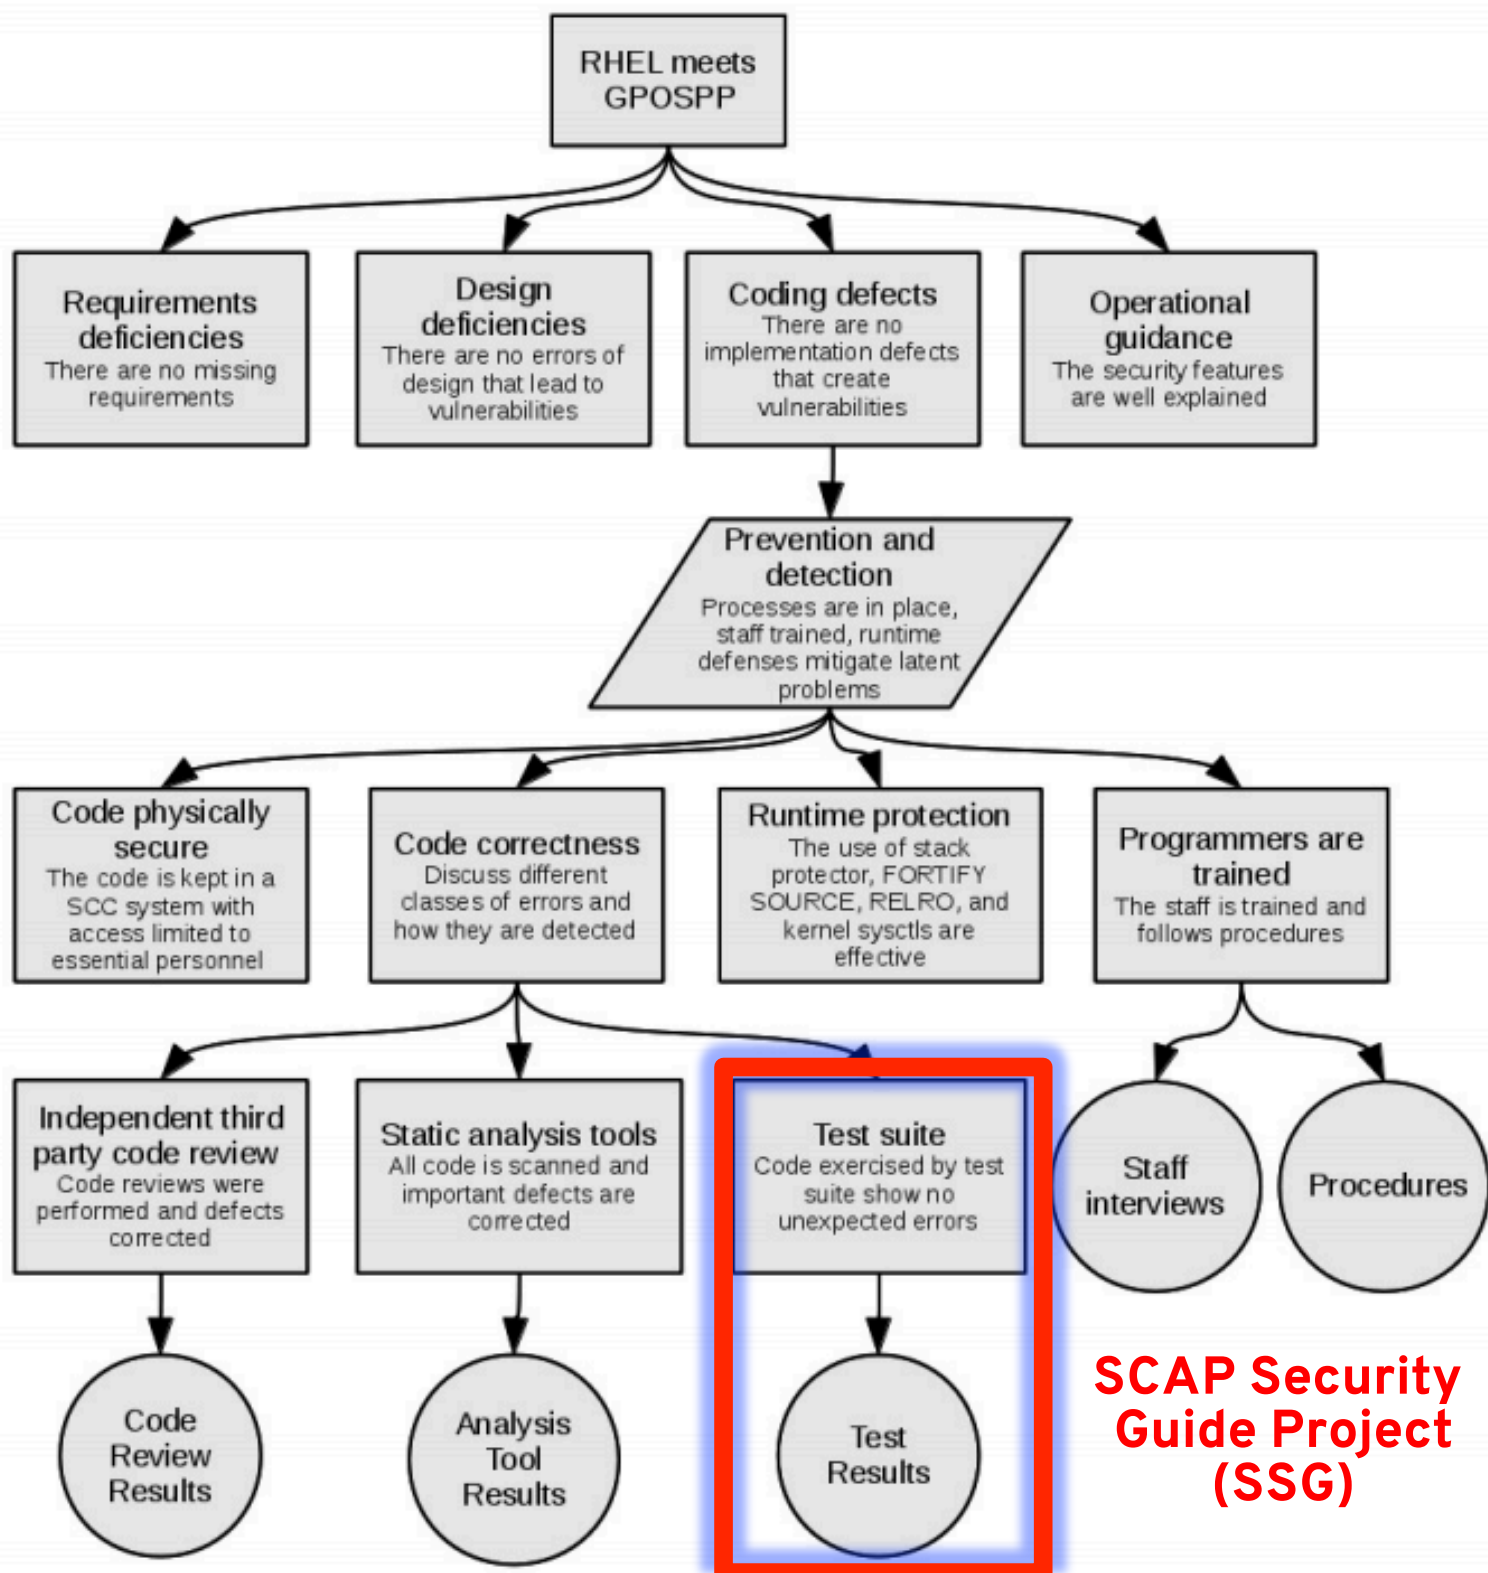 RHEL meets
GPOSPP
Requirements
deficiencies
There are no missing
requirements
Design
deficiencies
There are no errors of
design that lead to
vulnerabilities
Coding defects
There are no
implementation defects
that create
vulnerabilities
Operational
guidance
The security features
are well explained
Prevention and
detection
Processes are in place,
staff trained, runtime
defenses mitigate latent
problems
Code physically
secure
The code is kept in a
SCC system with
access limited to
essential personnel
Code correctness
Discuss different
classes of errors and
how they are detected
Runtime protection
The use of stack
protector, FORTIFY
SOURCE, RELRO, and
kernel sysctls are
effective
Programmers are
trained
The staff is trained and
follows procedures
Independent third
party code review
Code reviews were
performed and defects
corrected
Static analysis tools
All code is scanned and
important defects are
corrected
Test suite
Code exercised by test
suite show no
unexpected errors
Staff
interviews
Procedures
Code
Review
Results
Analysis
Tool
Results
Test
Results
SCAP Security
Guide Project
(SSG)